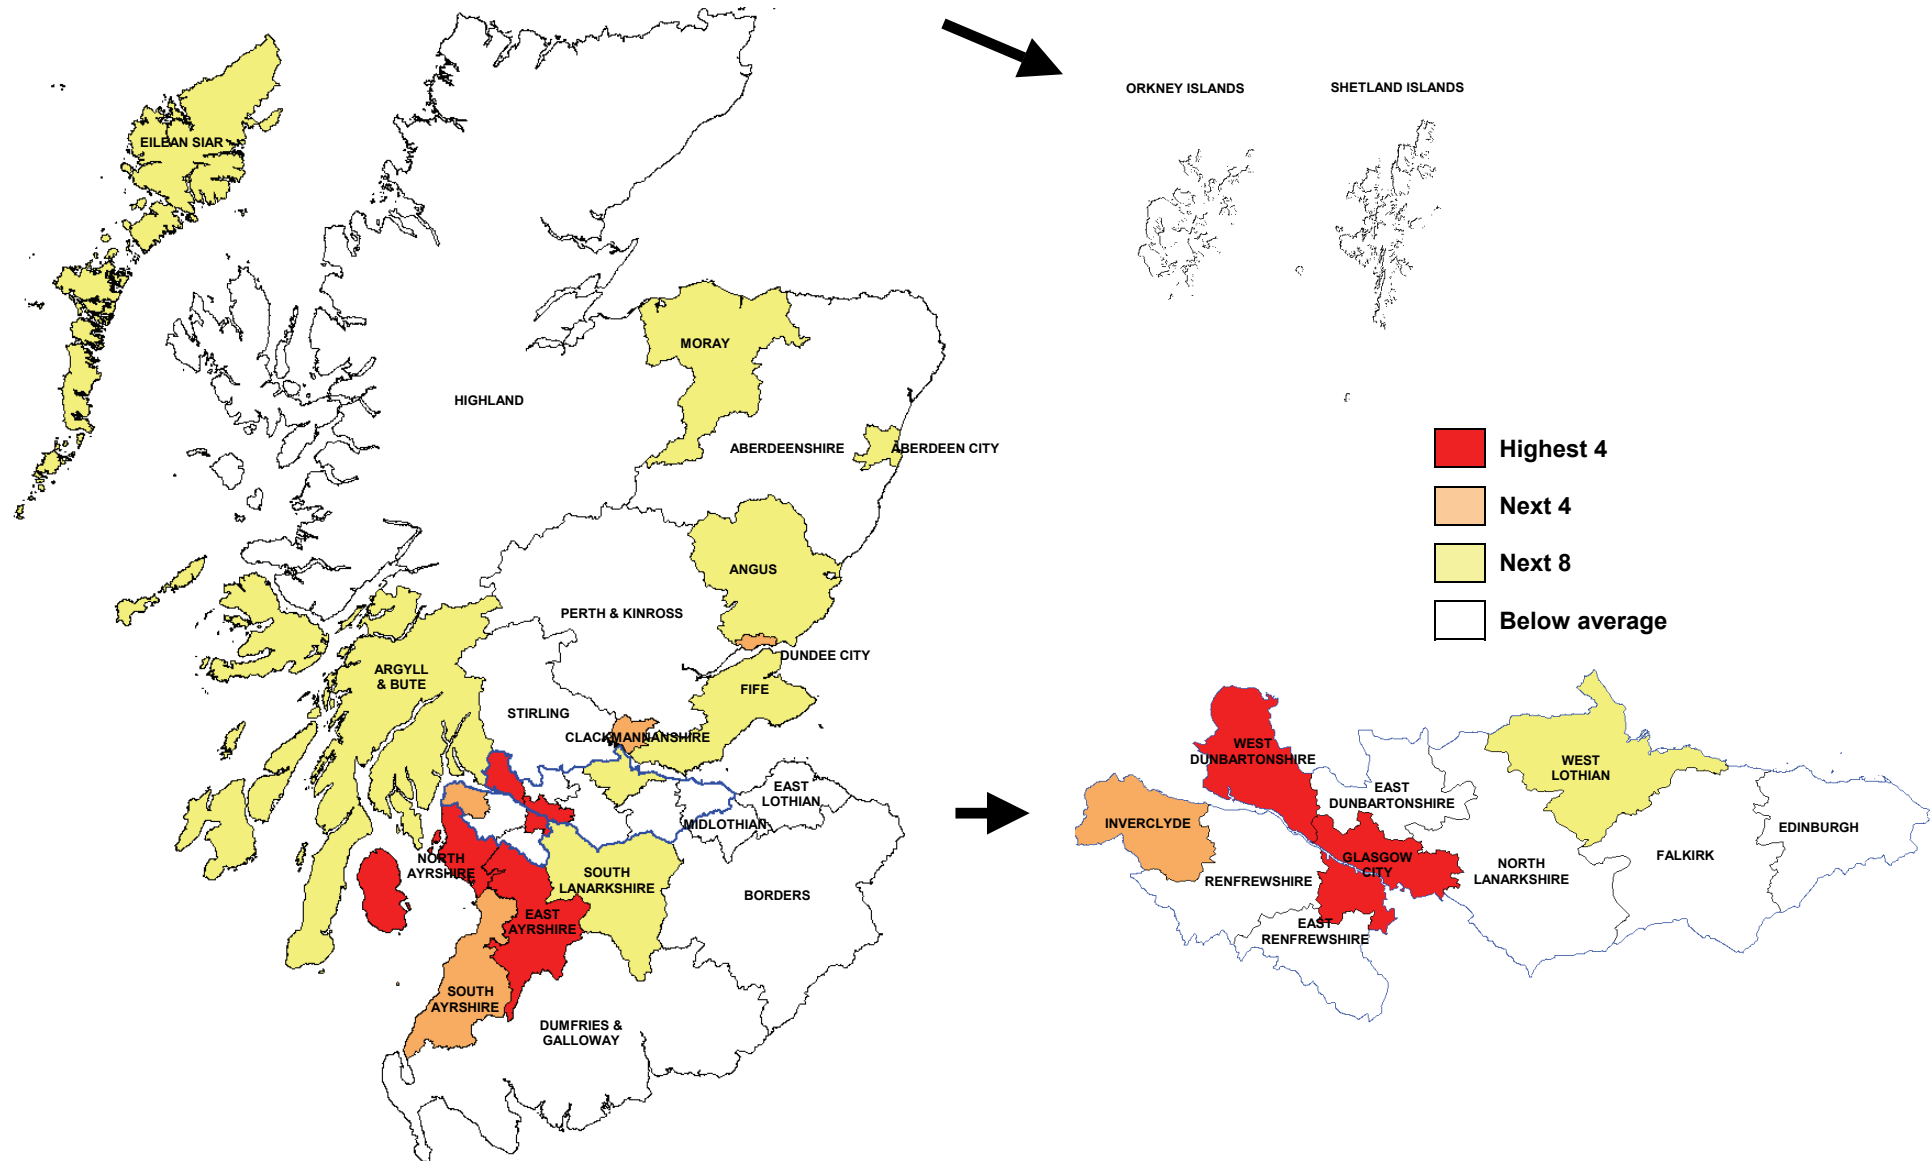 ORKNEY ISLANDS
SHETLAND ISLANDS
EILEAN SIAR
MORAY
HIGHLAND
ABERDEENSHIRE
ABERDEEN CITY
ANGUS
PERTH & KINROSS
DUNDEE CITY
ARGYLL
& BUTE
FIFE
STIRLING
CLACKMANNANSHIRE
EAST
LOTHIAN
MIDLOTHIAN
NORTH
AYRSHIRE
SOUTH
LANARKSHIRE
BORDERS
EAST
AYRSHIRE
SOUTH
AYRSHIRE
DUMFRIES &
GALLOWAY
Highest 4
Next 4
Next 8
Below average
WEST
DUNBARTONSHIRE
WEST
LOTHIAN
EAST
DUNBARTONSHIRE
INVERCLYDE
EDINBURGH
GLASGOW
CITY
FALKIRK
NORTH
LANARKSHIRE
RENFREWSHIRE
EAST
RENFREWSHIRE